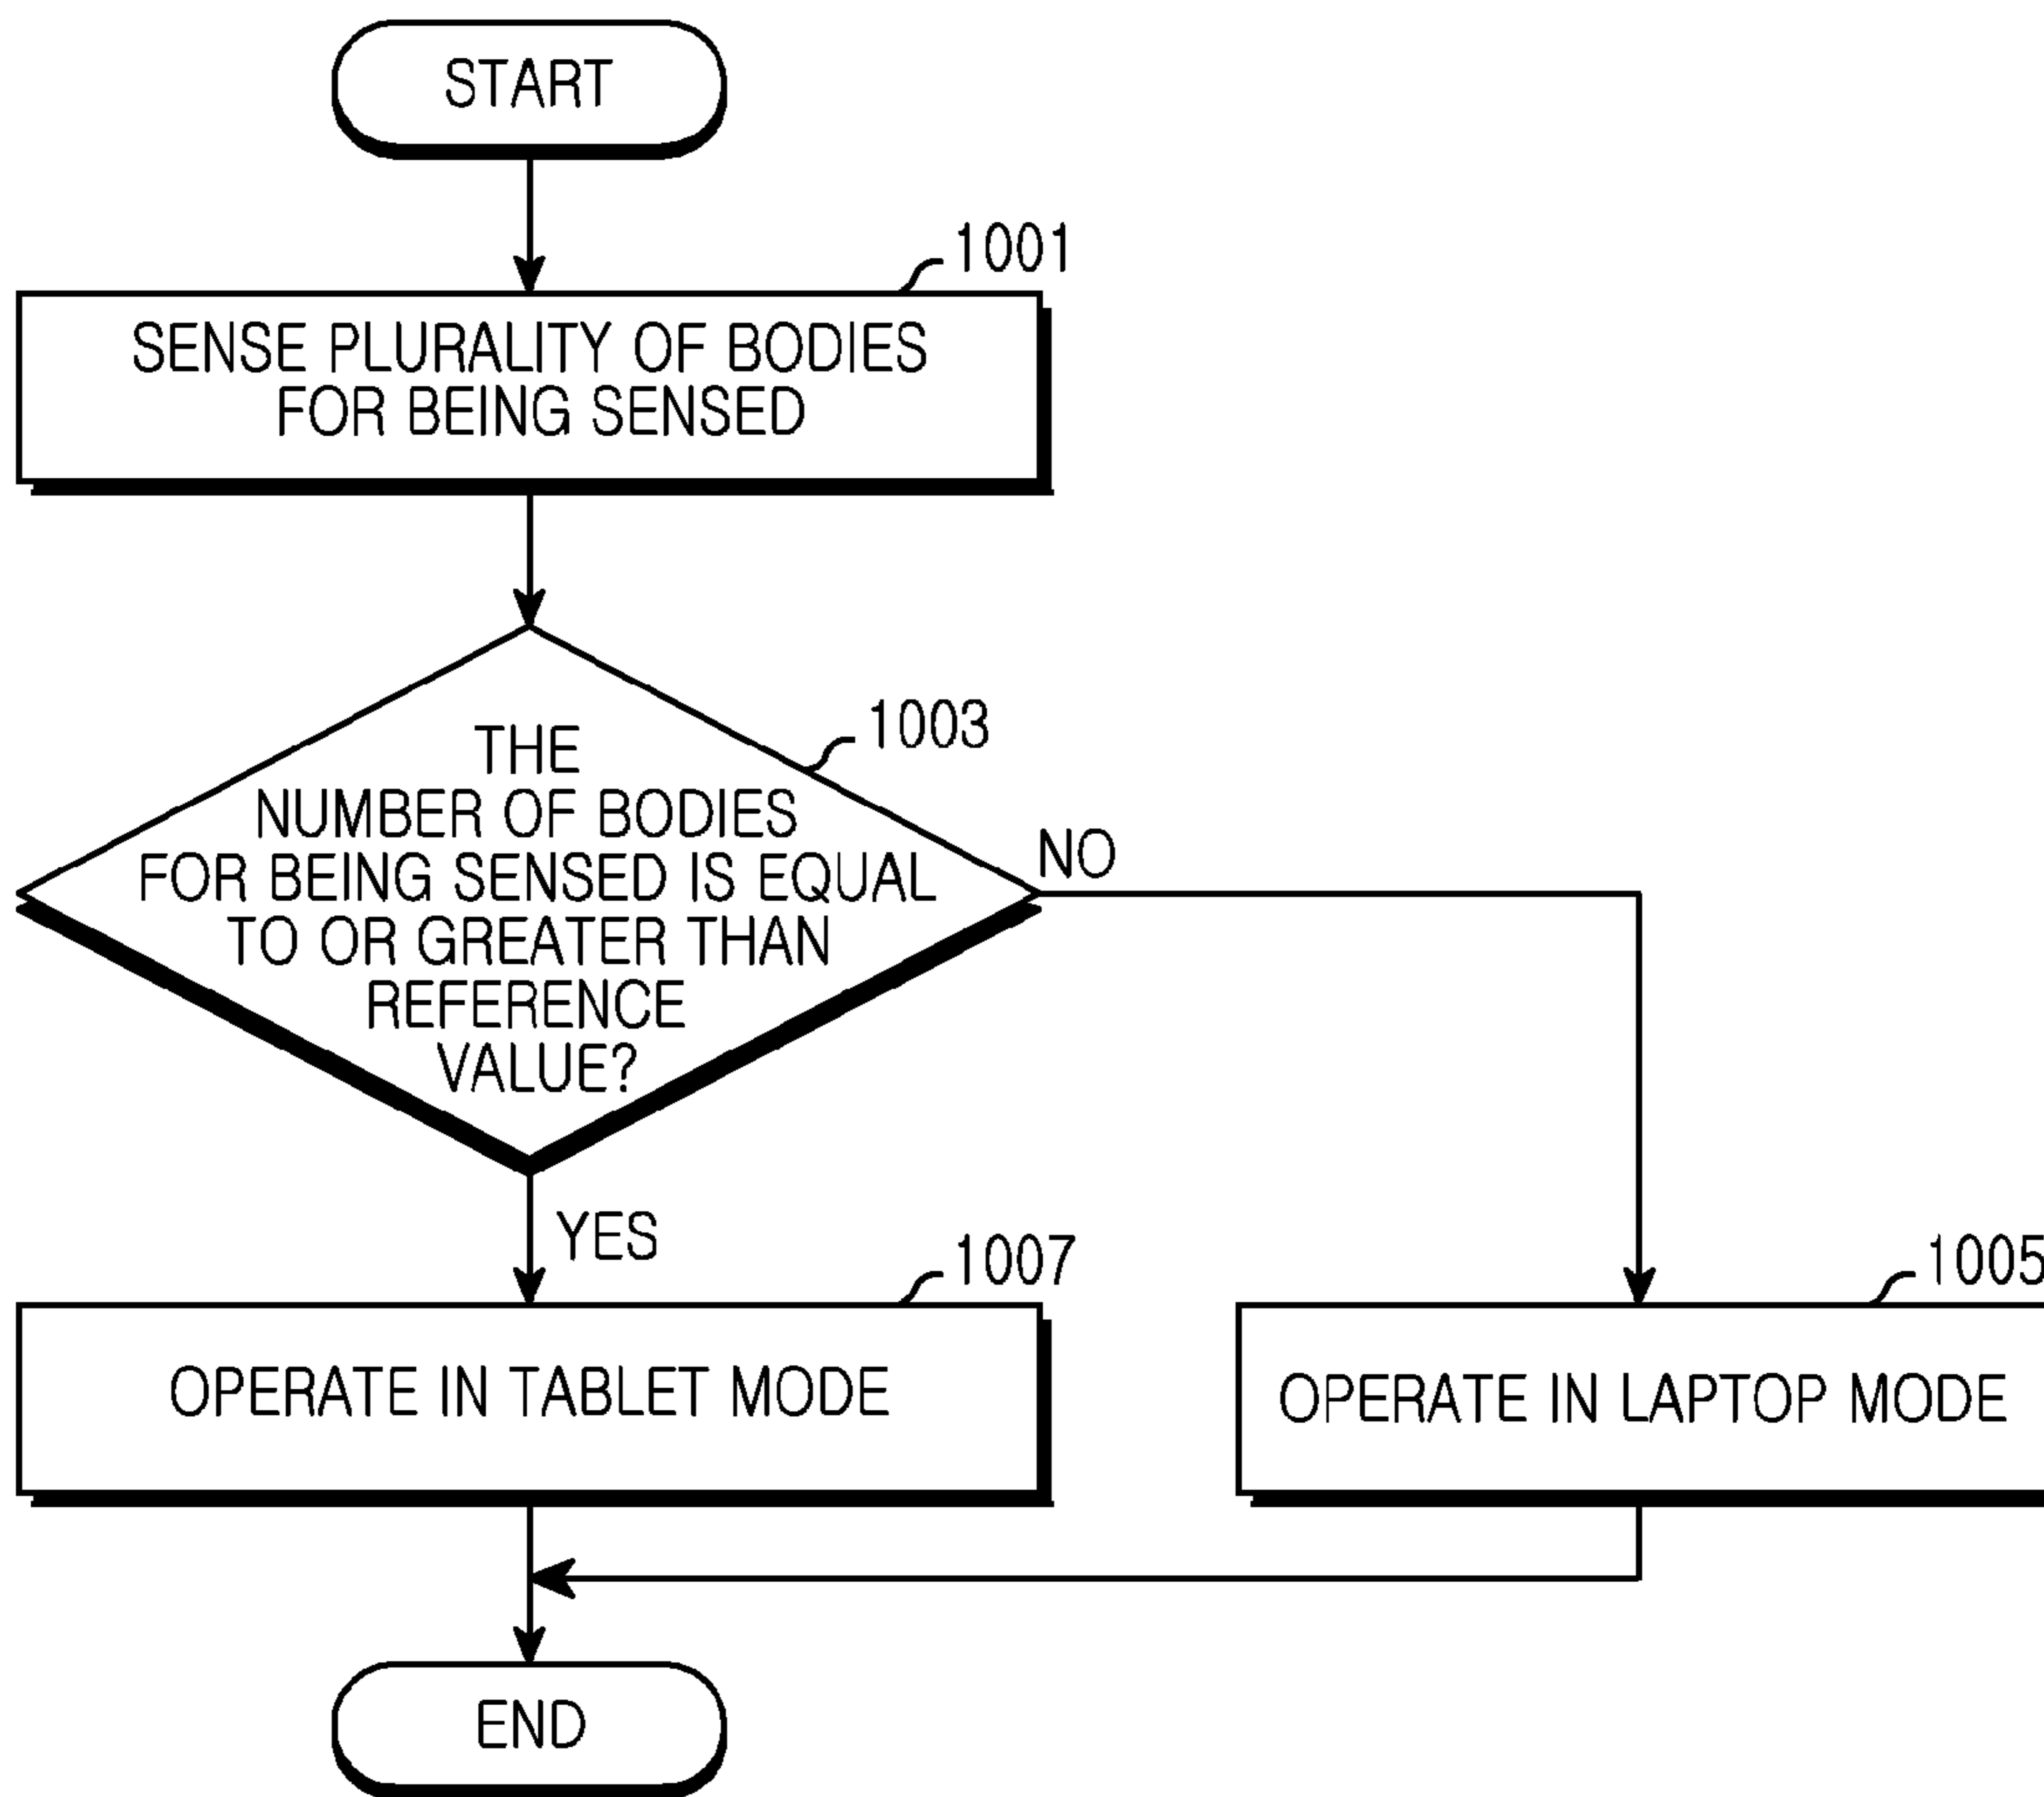 START
1001
SENSE PLURALITY OF BODIES
FOR BEING SENSED
1003
THE
NUMBER OF BODIES
FOR BEING SENSED IS EQUAL
TO OR GREATER THAN
REFERENCE
VALUE?
NO
YES
1007
OPERATE IN TABLET MODE
1005
OPERATE IN LAPTOP MODE
END